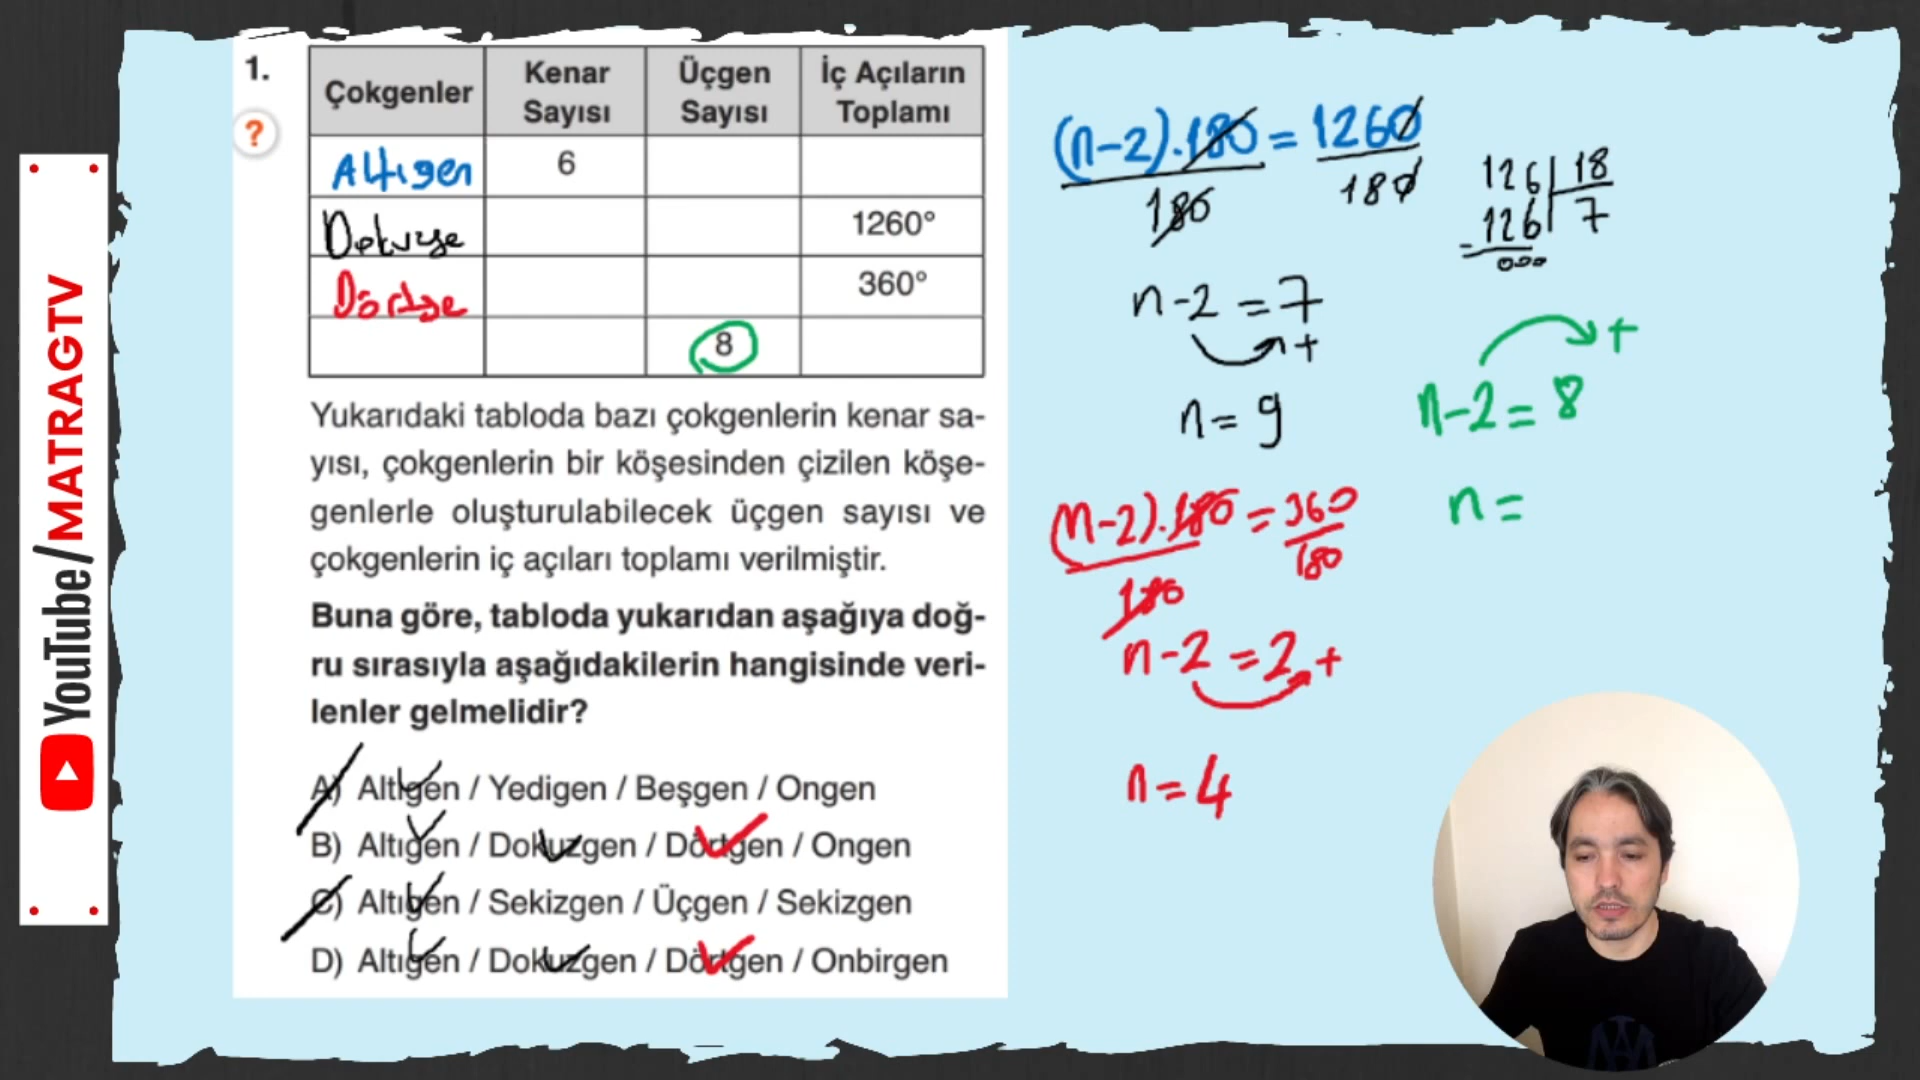 YouTube/MATRAGTV
1.
?
Çokgenler Kenar Sayısı Üçgen Sayısı İç Açıların Toplamı
Altıgen 6
Dokuzge 1260°
Dörtge 360°
8
Yukarıdaki tabloda bazı çokgenlerin kenar sa-
yısı, çokgenlerin bir köşesinden çizilen köşe-
genlerle oluşturulabilecek üçgen sayısı ve
çokgenlerin iç açıları toplamı verilmiştir.
Buna göre, tabloda yukarıdan aşağıya doğ-
ru sırasıyla aşağıdakilerin hangisinde veri-
lenler gelmelidir?
A) Altıgen / Yedigen / Beşgen / Ongen
B) Altıgen / Dokuzgen / Dörtgen / Ongen
C) Altıgen / Sekizgen / Üçgen / Sekizgen
D) Altıgen / Dokuzgen / Dörtgen / Onbirgen
(n-2).180 = 1260
180 180
126 18
126 7
000
n-2 = 7
+
n = 9
(n-2).180 = 360
180 180
n-2 = 2 +
n = 4
+
n-2 = 8
n =